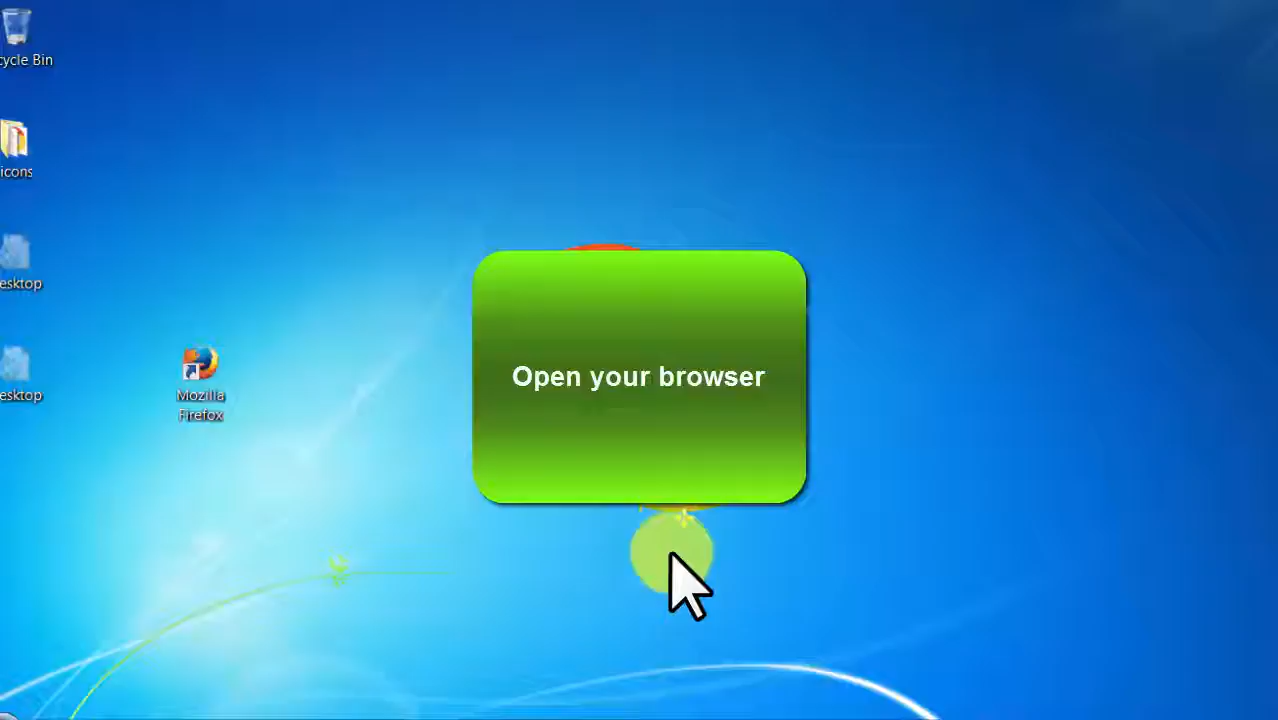 cycle Bin
icons
esktop
esktop
Mozilla
Firefox
Open your browser